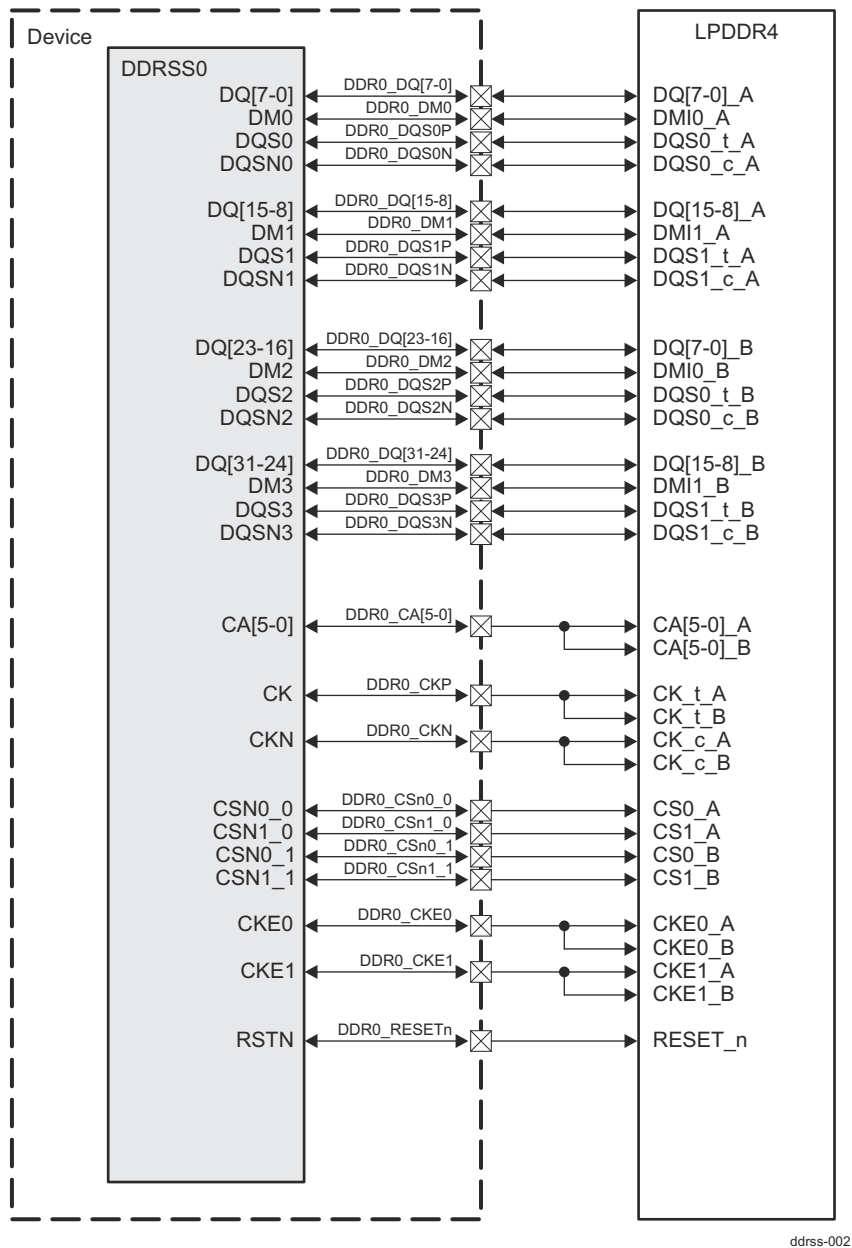 Device
LPDDR4
DDRSS0
DQ[7-0] DDR0_DQ[7-0] DQ[7-0]_A
DM0 DDR0_DM0 DMI0_A
DQS0 DDR0_DQS0P DQS0_t_A
DQSN0 DDR0_DQS0N DQS0_c_A
DQ[15-8] DDR0_DQ[15-8] DQ[15-8]_A
DM1 DDR0_DM1 DMI1_A
DQS1 DDR0_DQS1P DQS1_t_A
DQSN1 DDR0_DQS1N DQS1_c_A
DQ[23-16] DDR0_DQ[23-16] DQ[7-0]_B
DM2 DDR0_DM2 DMI0_B
DQS2 DDR0_DQS2P DQS0_t_B
DQSN2 DDR0_DQS2N DQS0_c_B
DQ[31-24] DDR0_DQ[31-24] DQ[15-8]_B
DM3 DDR0_DM3 DMI1_B
DQS3 DDR0_DQS3P DQS1_t_B
DQSN3 DDR0_DQS3N DQS1_c_B
CA[5-0] DDR0_CA[5-0] CA[5-0]_A
CA[5-0]_B
CK DDR0_CKP CK_t_A
CK_t_B
CKN DDR0_CKN CK_c_A
CK_c_B
CSN0_0 DDR0_CSn0_0 CS0_A
CSN1_0 DDR0_CSn1_0 CS1_A
CSN0_1 DDR0_CSn0_1 CS0_B
CSN1_1 DDR0_CSn1_1 CS1_B
CKE0 DDR0_CKE0 CKE0_A
CKE0_B
CKE1 DDR0_CKE1 CKE1_A
CKE1_B
RSTN DDR0_RESETn RESET_n
ddrss-002